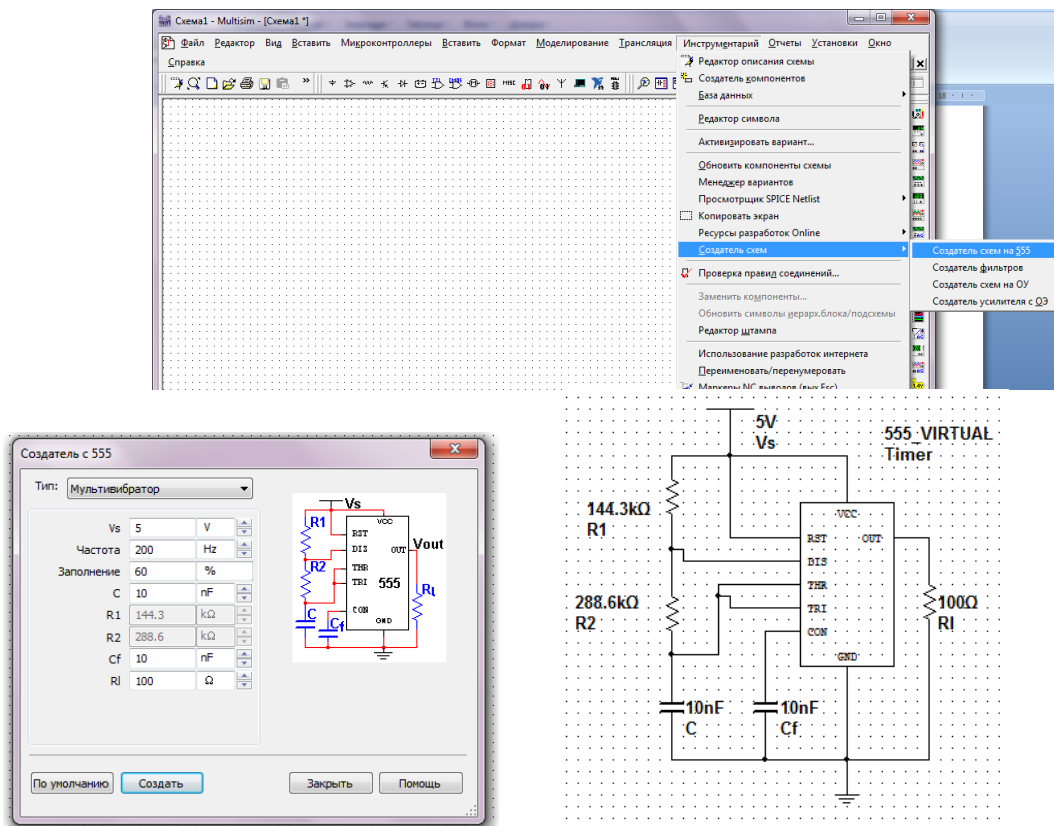 Схема1 - Multisim - [Схема1 *]
Файл Редактор Вид Вставить Микроконтроллеры Вставить Формат Моделирование Трансляция Инструментарий Отчеты Установки Окно
Справка
MISC
Редактор описания схемы
Создатель компонентов
База данных
Редактор символа
Активизировать вариант...
Обновить компоненты схемы
Менеджер вариантов
Просмотрщик SPICE Netlist
Копировать экран
Ресурсы разработок Online
Создатель схем
Проверка правил соединений...
Заменить компоненты...
Обновить символы иерарх.блока/подсхемы
Редактор штампа
Использование разработок интернета
Переименовать/перенумеровать
Маркеры NC выводов (вых Esc)
Создатель схем на 555
Создатель фильтров
Создатель схем на ОУ
Создатель усилителя с ОЭ
18
Создатель с 555
Тип: Мультивибратор
Vs 5 V
Частота 200 Hz
Заполнение 60 %
C 10 nF
R1 144.3 kΩ
R2 288.6 kΩ
Cf 10 nF
Rl 100 Ω
Vs
R1
VCC
RST
DIS
OUT
Vout
R2
THR
TRI
555
Rl
C
Cf
CON
GND
По умолчанию
Создать
Закрыть
Помощь
5V
Vs
555_VIRTUAL
Timer
144.3kΩ
R1
VCC
RST
OUT
DIS
THR
288.6kΩ
R2
TRI
100Ω
Rl
CON
GND
10nF
C
10nF
Cf